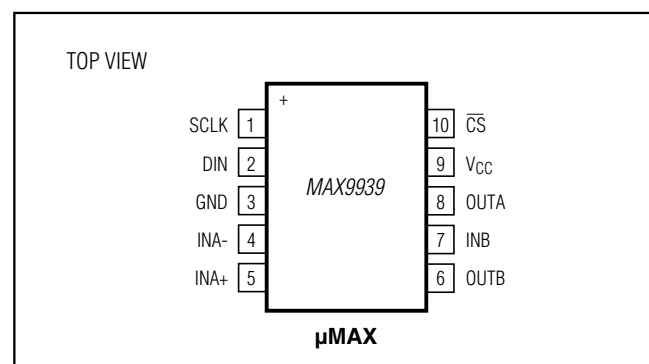 TOP VIEW
+
SCLK 1 10 C̅S̅
DIN 2 9 VCC
GND 3 MAX9939 8 OUTA
INA- 4 7 INB
INA+ 5 6 OUTB
µMAX